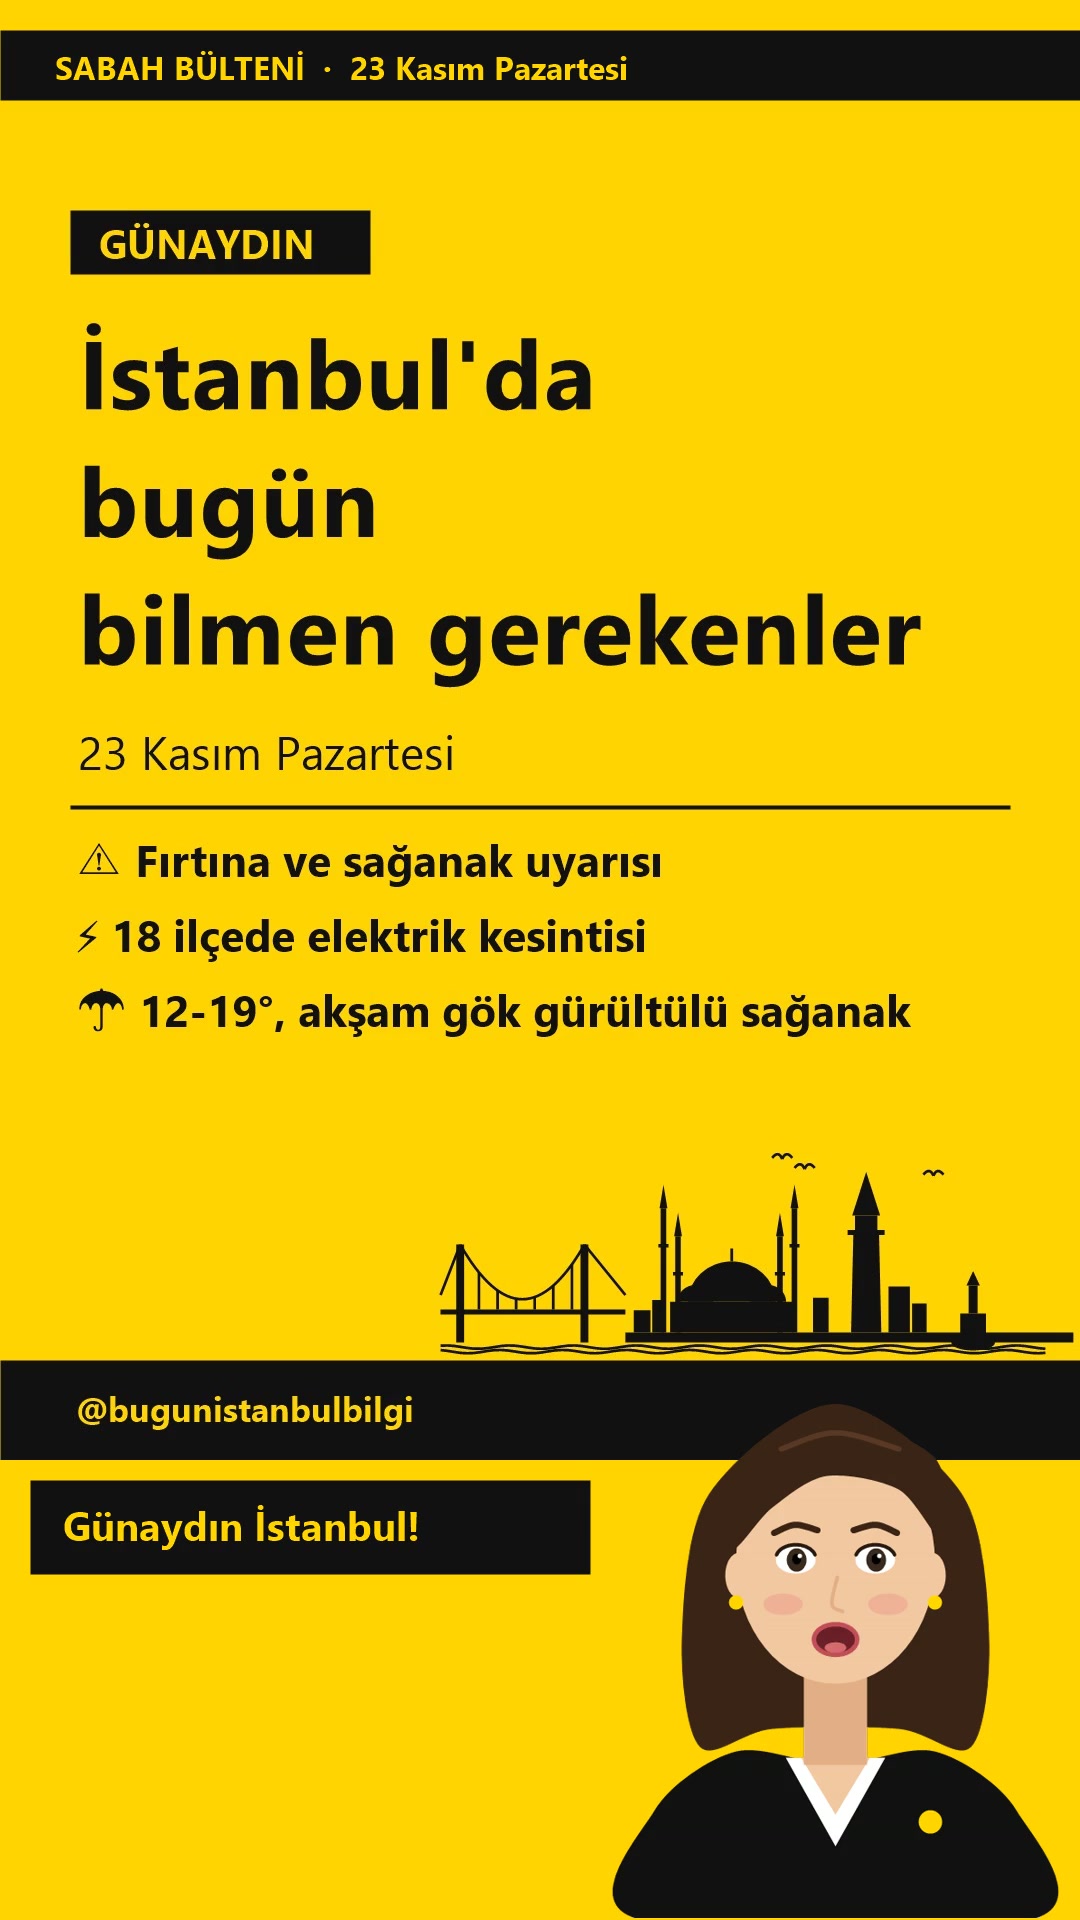 SABAH BÜLTENİ · 23 Kasım Pazartesi
GÜNAYDIN
İstanbul'da
bugün
bilmen gerekenler
23 Kasım Pazartesi
⚠ Fırtına ve sağanak uyarısı
⚡ 18 ilçede elektrik kesintisi
☂ 12-19°, akşam gök gürültülü sağanak
@bugunistanbulbilgi
Günaydın İstanbul!